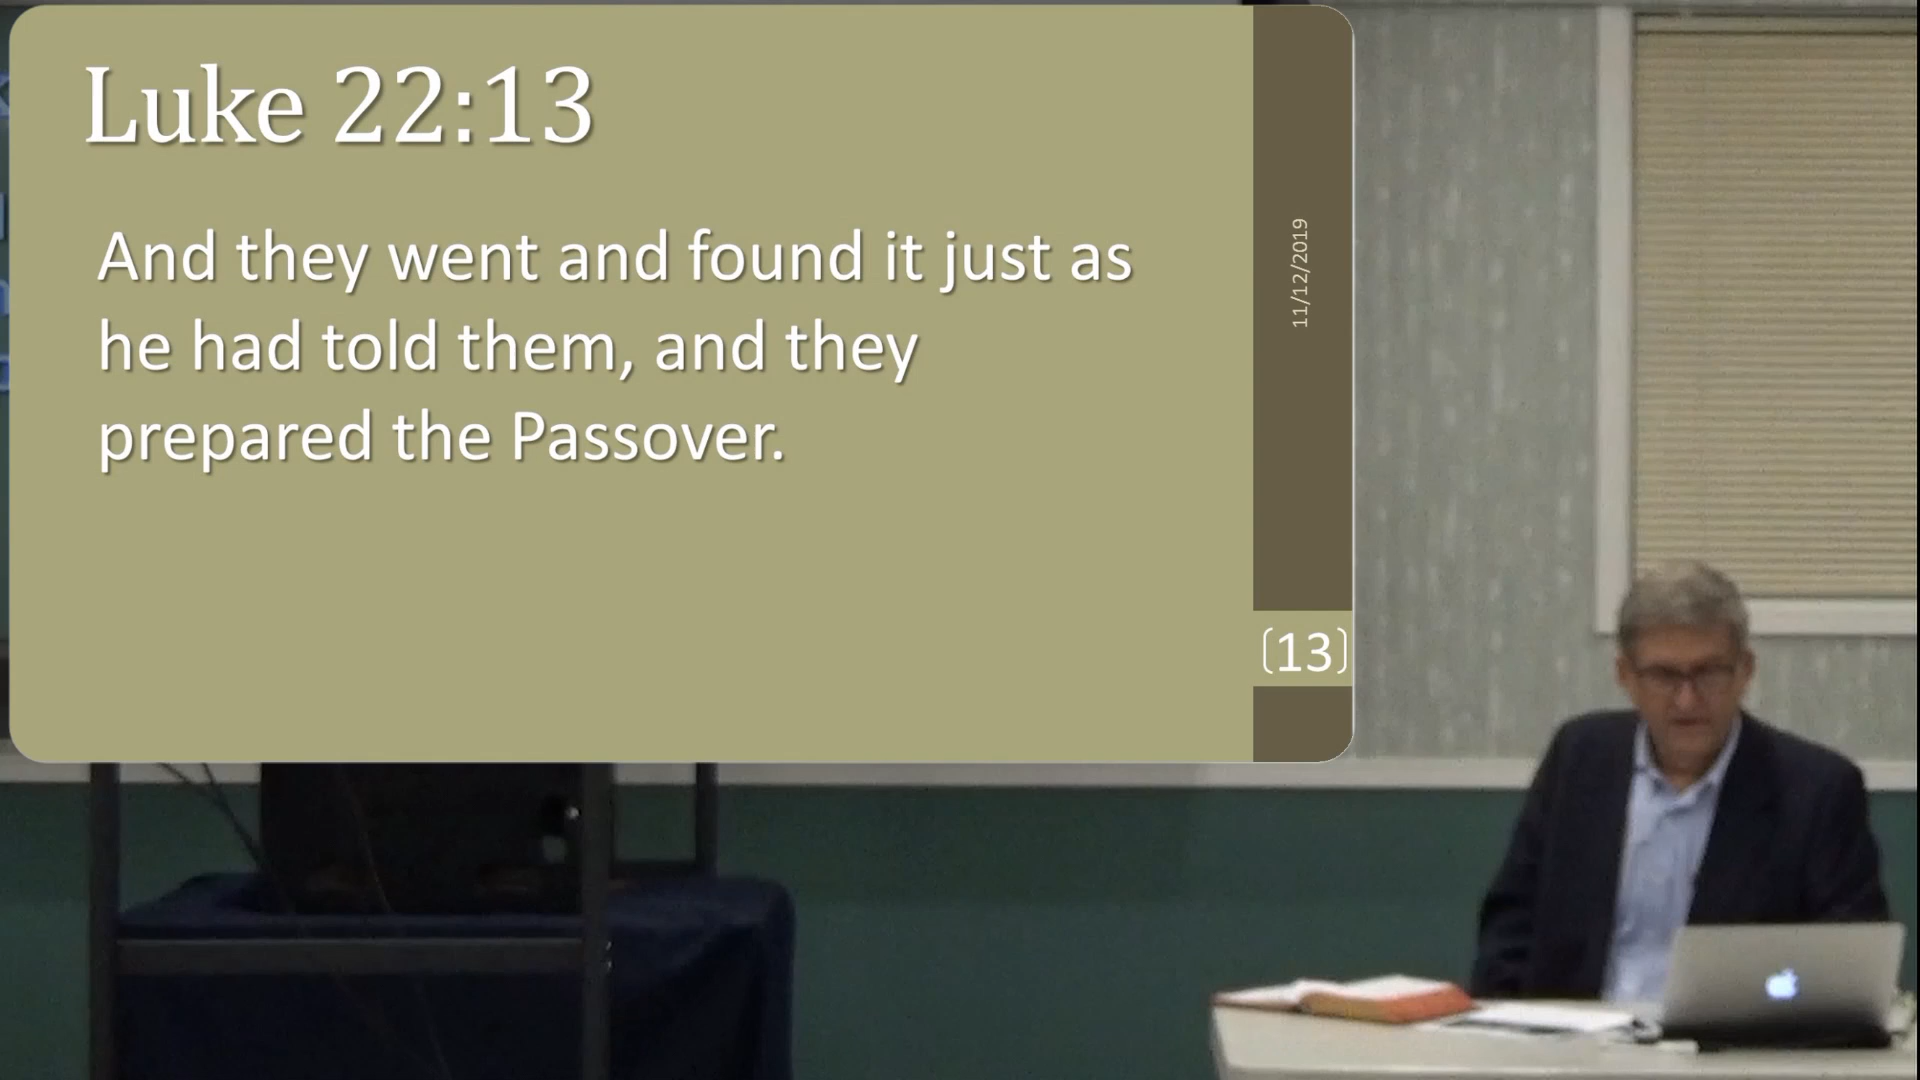 Luke 22:13
And they went and found it just as
he had told them, and they
prepared the Passover.
11/12/2019
13